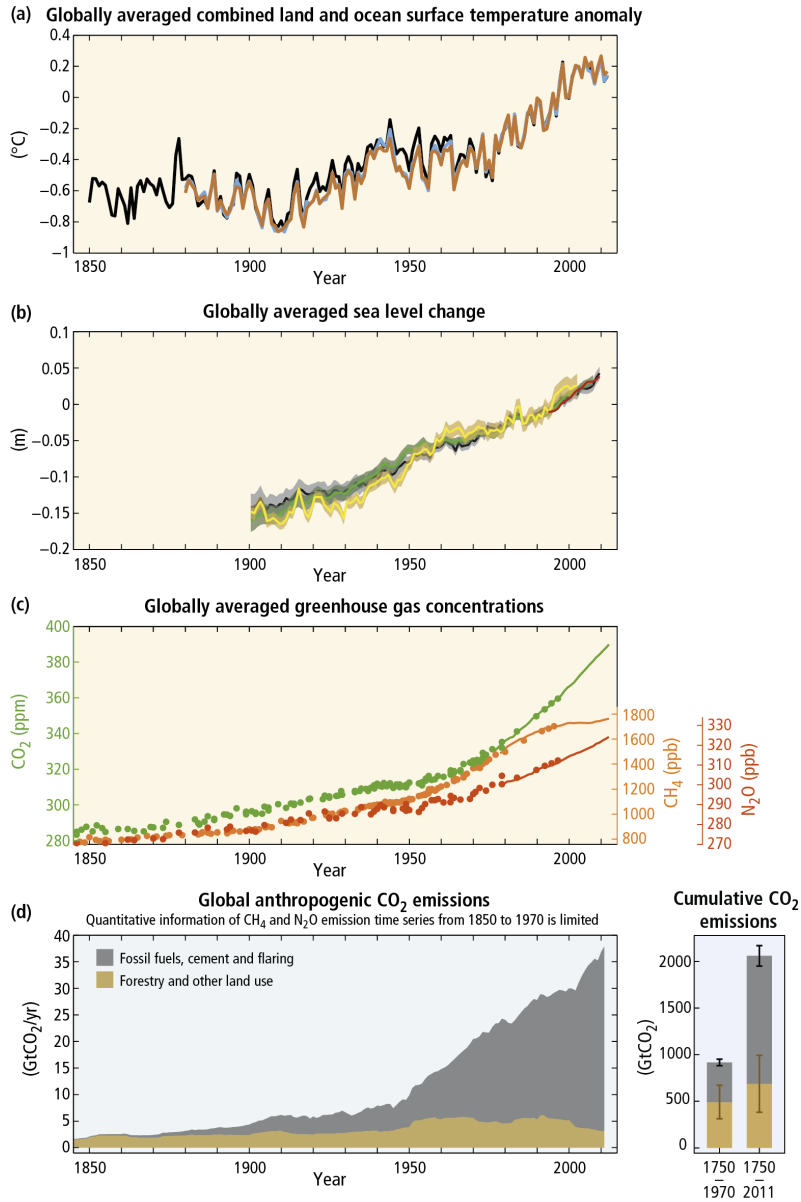 (a) Globally averaged combined land and ocean surface temperature anomaly
0.4
0.2
0
−0.2
−0.4
−0.6
−0.8
−1
(°C)
1850 1900 1950 2000
Year
(b) Globally averaged sea level change
0.1
0.05
0
−0.05
−0.1
−0.15
−0.2
(m)
1850 1900 1950 2000
Year
(c) Globally averaged greenhouse gas concentrations
400
380
360
340
320
300
280
CO2 (ppm)
1800
1600
1400
1200
1000
800
CH4 (ppb)
330
320
310
300
290
280
270
N2O (ppb)
1850 1900 1950 2000
Year
(d) Global anthropogenic CO2 emissions
Quantitative information of CH4 and N2O emission time series from 1850 to 1970 is limited
40
35
30
25
20
15
10
5
0
(GtCO2/yr)
Fossil fuels, cement and flaring
Forestry and other land use
1850 1900 1950 2000
Year
Cumulative CO2
emissions
2000
1500
1000
500
0
(GtCO2)
1750 1750
– –
1970 2011